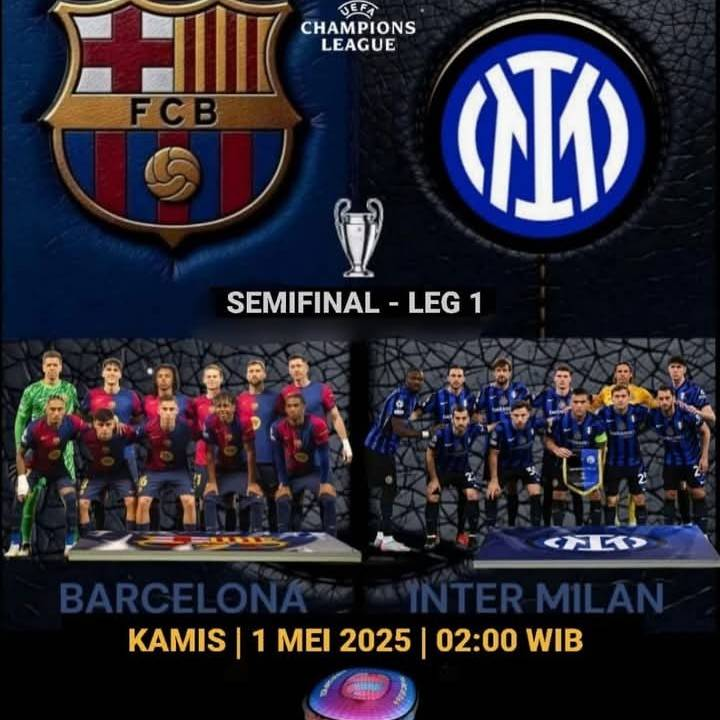 UEFA
CHAMPIONS
LEAGUE
FCB
SEMIFINAL - LEG 1
BARCELONA
INTER MILAN
KAMIS | 1 MEI 2025 | 02:00 WIB